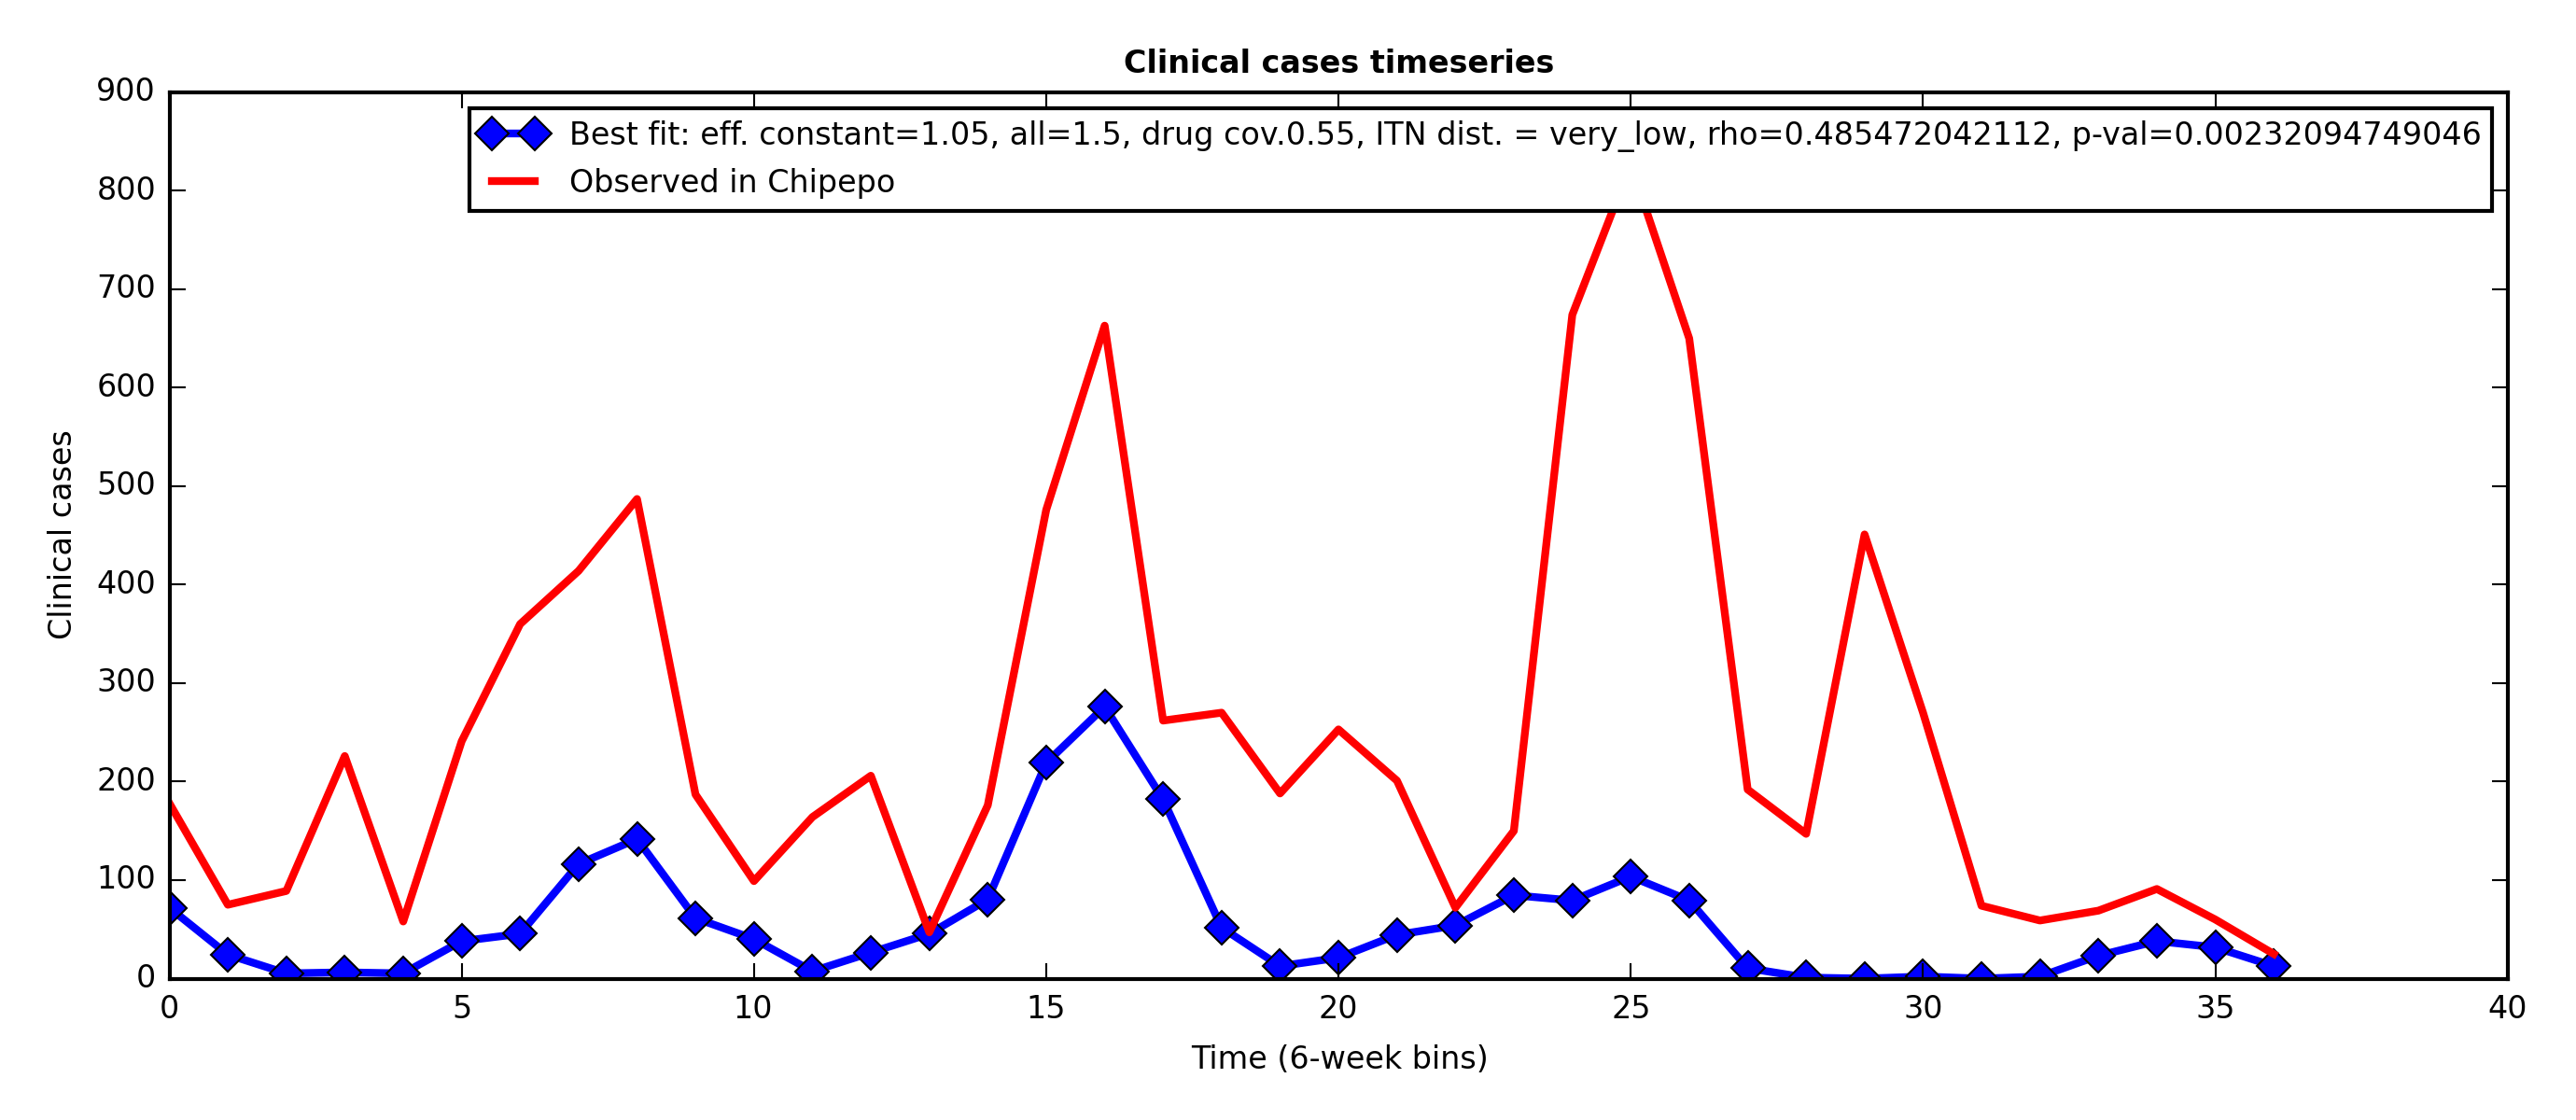 Clinical cases timeseries
900
800
700
600
500
400
300
200
100
0
Clinical cases
Best fit: eff. constant=1.05, all=1.5, drug cov.0.55, ITN dist. = very_low, rho=0.485472042112, p-val=0.00232094749046
Observed in Chipepo
0 5 10 15 20 25 30 35 40
Time (6-week bins)